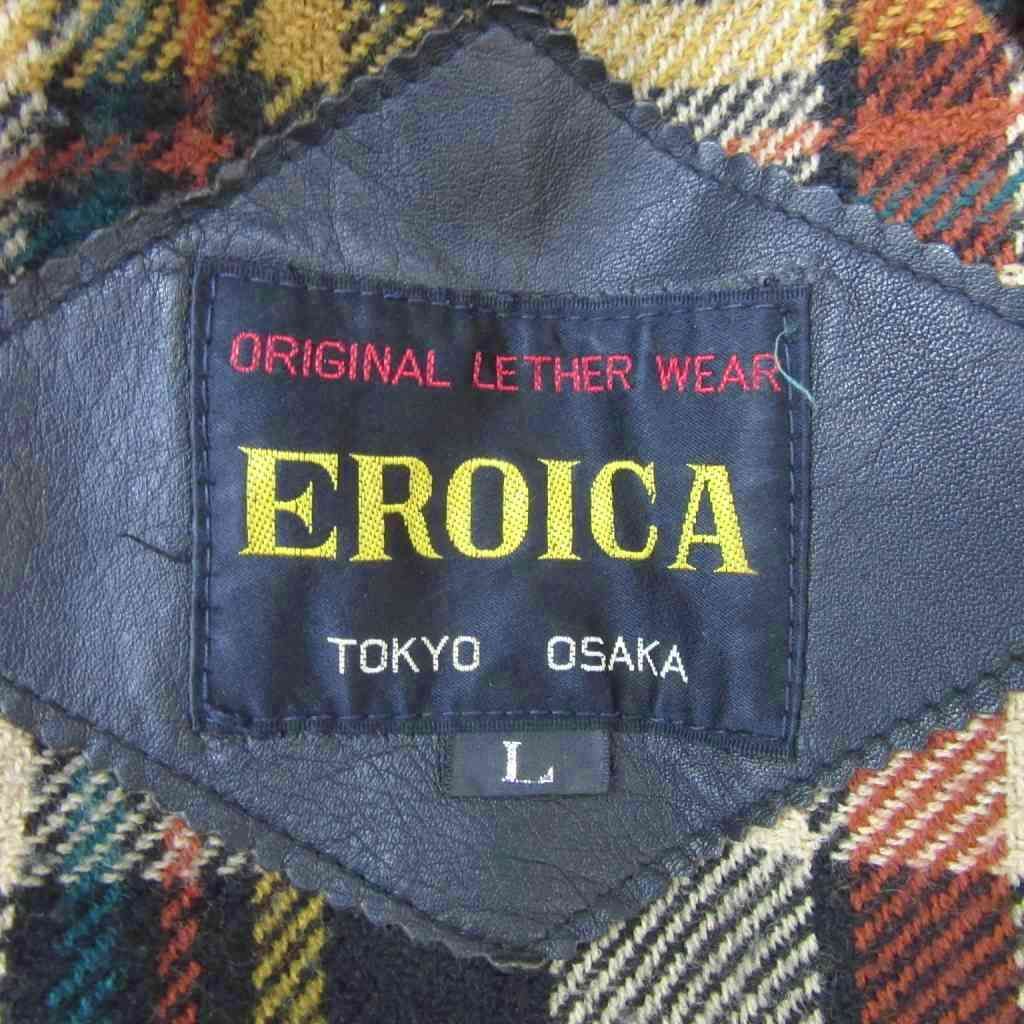 ORIGINAL LETHER WEAR
EROICA
TOKYO OSAKA
L